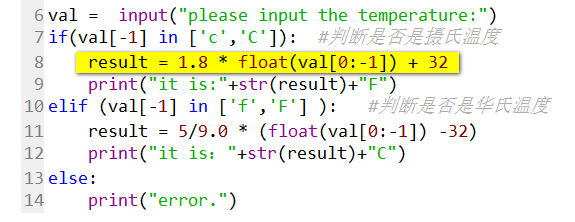 6 val =  input("please input the temperature:")
7 if(val[-1] in ['c','C']):  #判断是否是摄氏温度
8     result = 1.8 * float(val[0:-1]) + 32
9     print("it is:"+str(result)+"F")
10 elif (val[-1] in ['f','F'] ):   #判断是否是华氏温度
11     result = 5/9.0 * (float(val[0:-1]) -32)
12     print("it is："+str(result)+"C")
13 else:
14     print("error.")